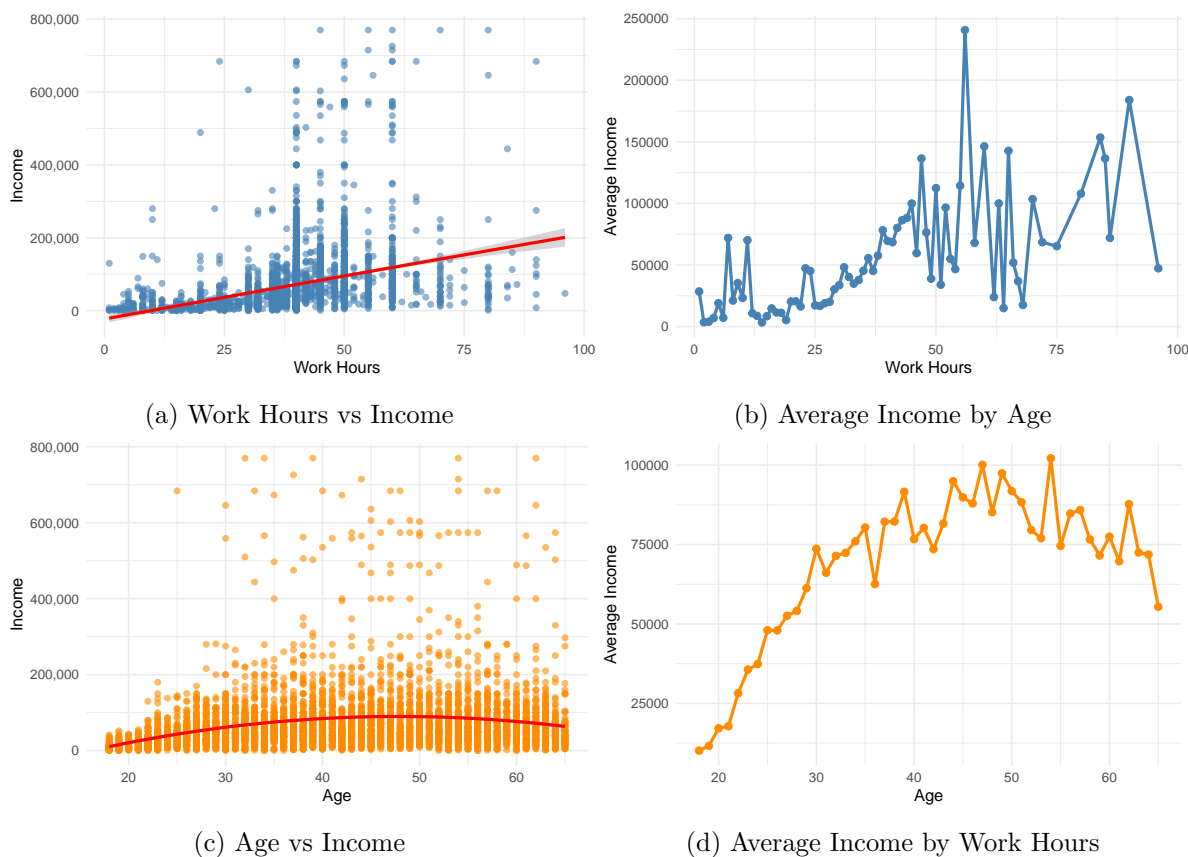 800,000
600,000
400,000
200,000
0
Income
0 25 50 75 100
Work Hours
(a) Work Hours vs Income
250000
200000
150000
100000
50000
0
Average Income
0 25 50 75 100
Work Hours
(b) Average Income by Age
800,000
600,000
400,000
200,000
0
Income
20 30 40 50 60
Age
(c) Age vs Income
100000
75000
50000
25000
Average Income
20 30 40 50 60
Age
(d) Average Income by Work Hours